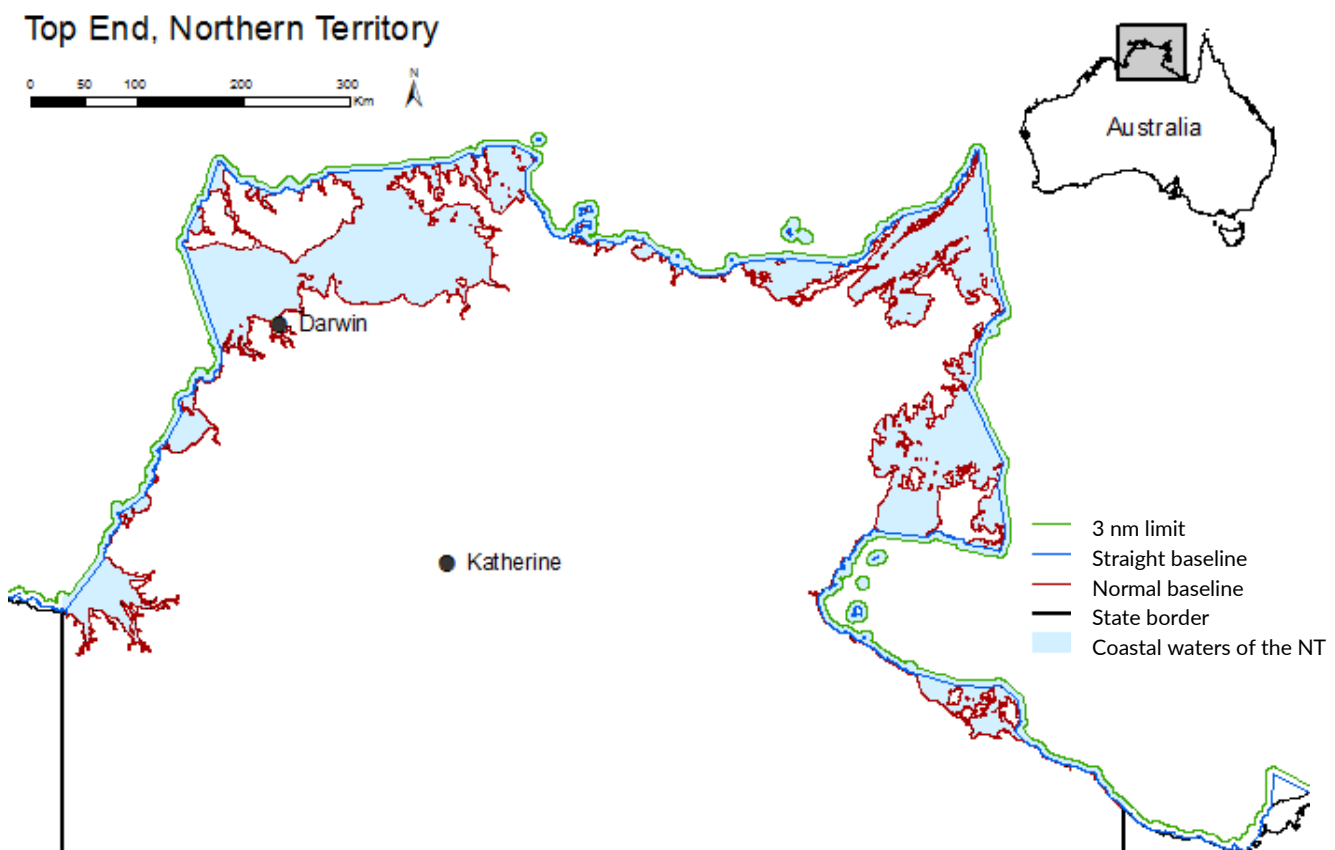 Top End, Northern Territory
0 50 100 200 300
Km
N
Australia
Darwin
Katherine
3 nm limit
Straight baseline
Normal baseline
State border
Coastal waters of the NT